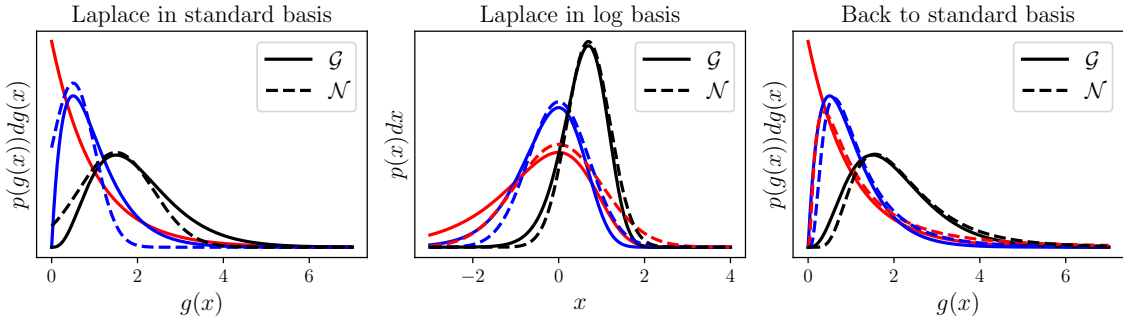 Laplace in standard basis
p(g(x))dg(x)
𝒢
𝒩
0 2 4 6
g(x)
Laplace in log basis
p(x)dx
𝒢
𝒩
−2 0 2 4
x
Back to standard basis
p(g(x))dg(x)
𝒢
𝒩
0 2 4 6
g(x)